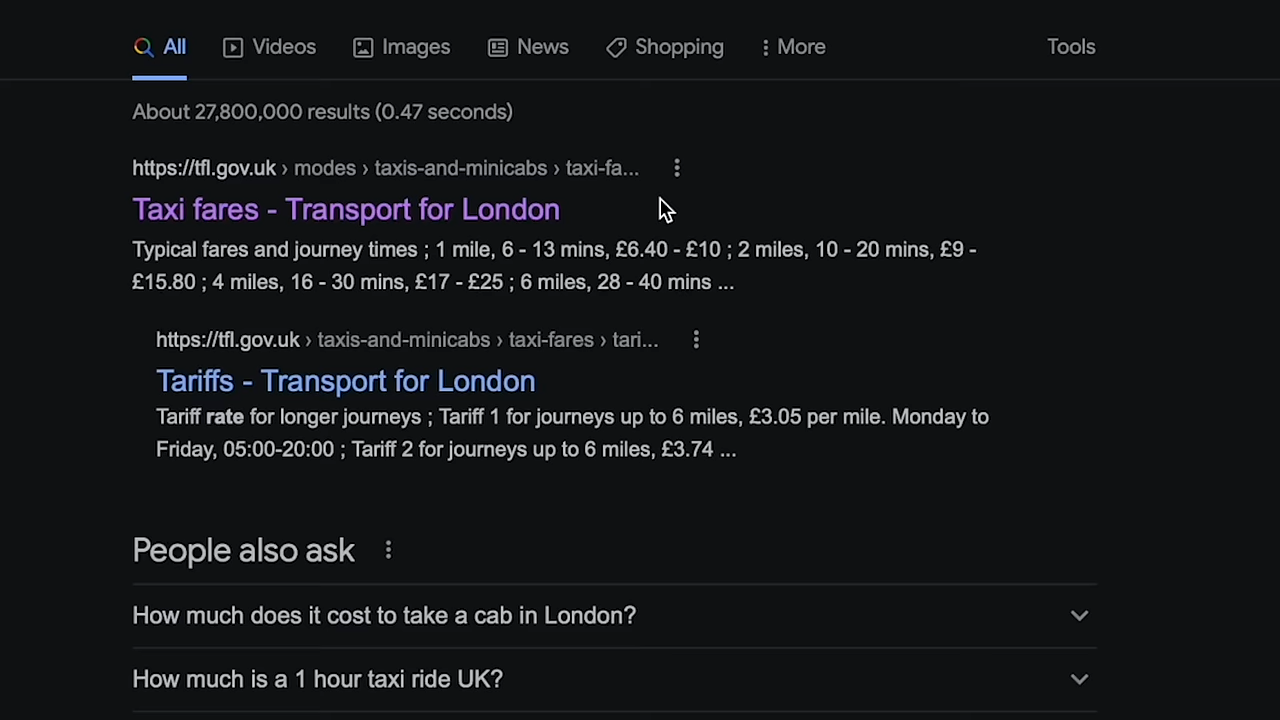 All Videos Images News Shopping More Tools
About 27,800,000 results (0.47 seconds)
https://tfl.gov.uk › modes › taxis-and-minicabs › taxi-fa...
Taxi fares - Transport for London
Typical fares and journey times ; 1 mile, 6 - 13 mins, £6.40 - £10 ; 2 miles, 10 - 20 mins, £9 -
£15.80 ; 4 miles, 16 - 30 mins, £17 - £25 ; 6 miles, 28 - 40 mins ...
https://tfl.gov.uk › taxis-and-minicabs › taxi-fares › tari...
Tariffs - Transport for London
Tariff rate for longer journeys ; Tariff 1 for journeys up to 6 miles, £3.05 per mile. Monday to
Friday, 05:00-20:00 ; Tariff 2 for journeys up to 6 miles, £3.74 ...
People also ask
How much does it cost to take a cab in London?
How much is a 1 hour taxi ride UK?